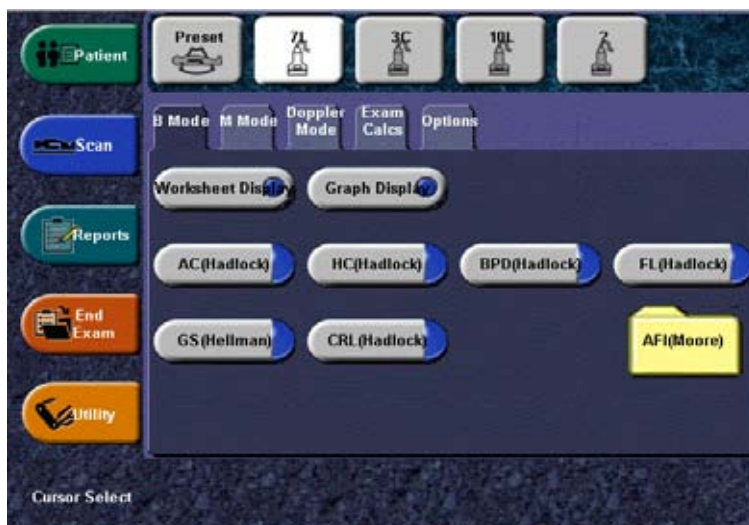 Patient
Preset
7L
3C
10L
2
Scan
B Mode
M Mode
Doppler
Mode
Exam
Calcs
Options
Worksheet Display
Graph Display
Reports
AC(Hadlock)
HC(Hadlock)
BPD(Hadlock)
FL(Hadlock)
End
Exam
GS(Hellman)
CRL(Hadlock)
AFI(Moore)
Utility
Cursor Select